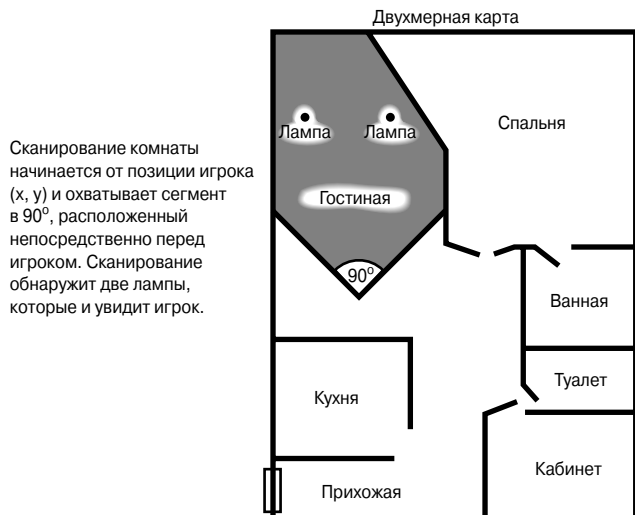 Двухмерная карта
Сканирование комнаты
начинается от позиции игрока
(x, y) и охватывает сегмент
в 90°, расположенный
непосредственно перед
игроком. Сканирование
обнаружит две лампы,
которые и увидит игрок.
Лампа
Лампа
Спальня
Гостиная
90°
Ванная
Туалет
Кухня
Кабинет
Прихожая